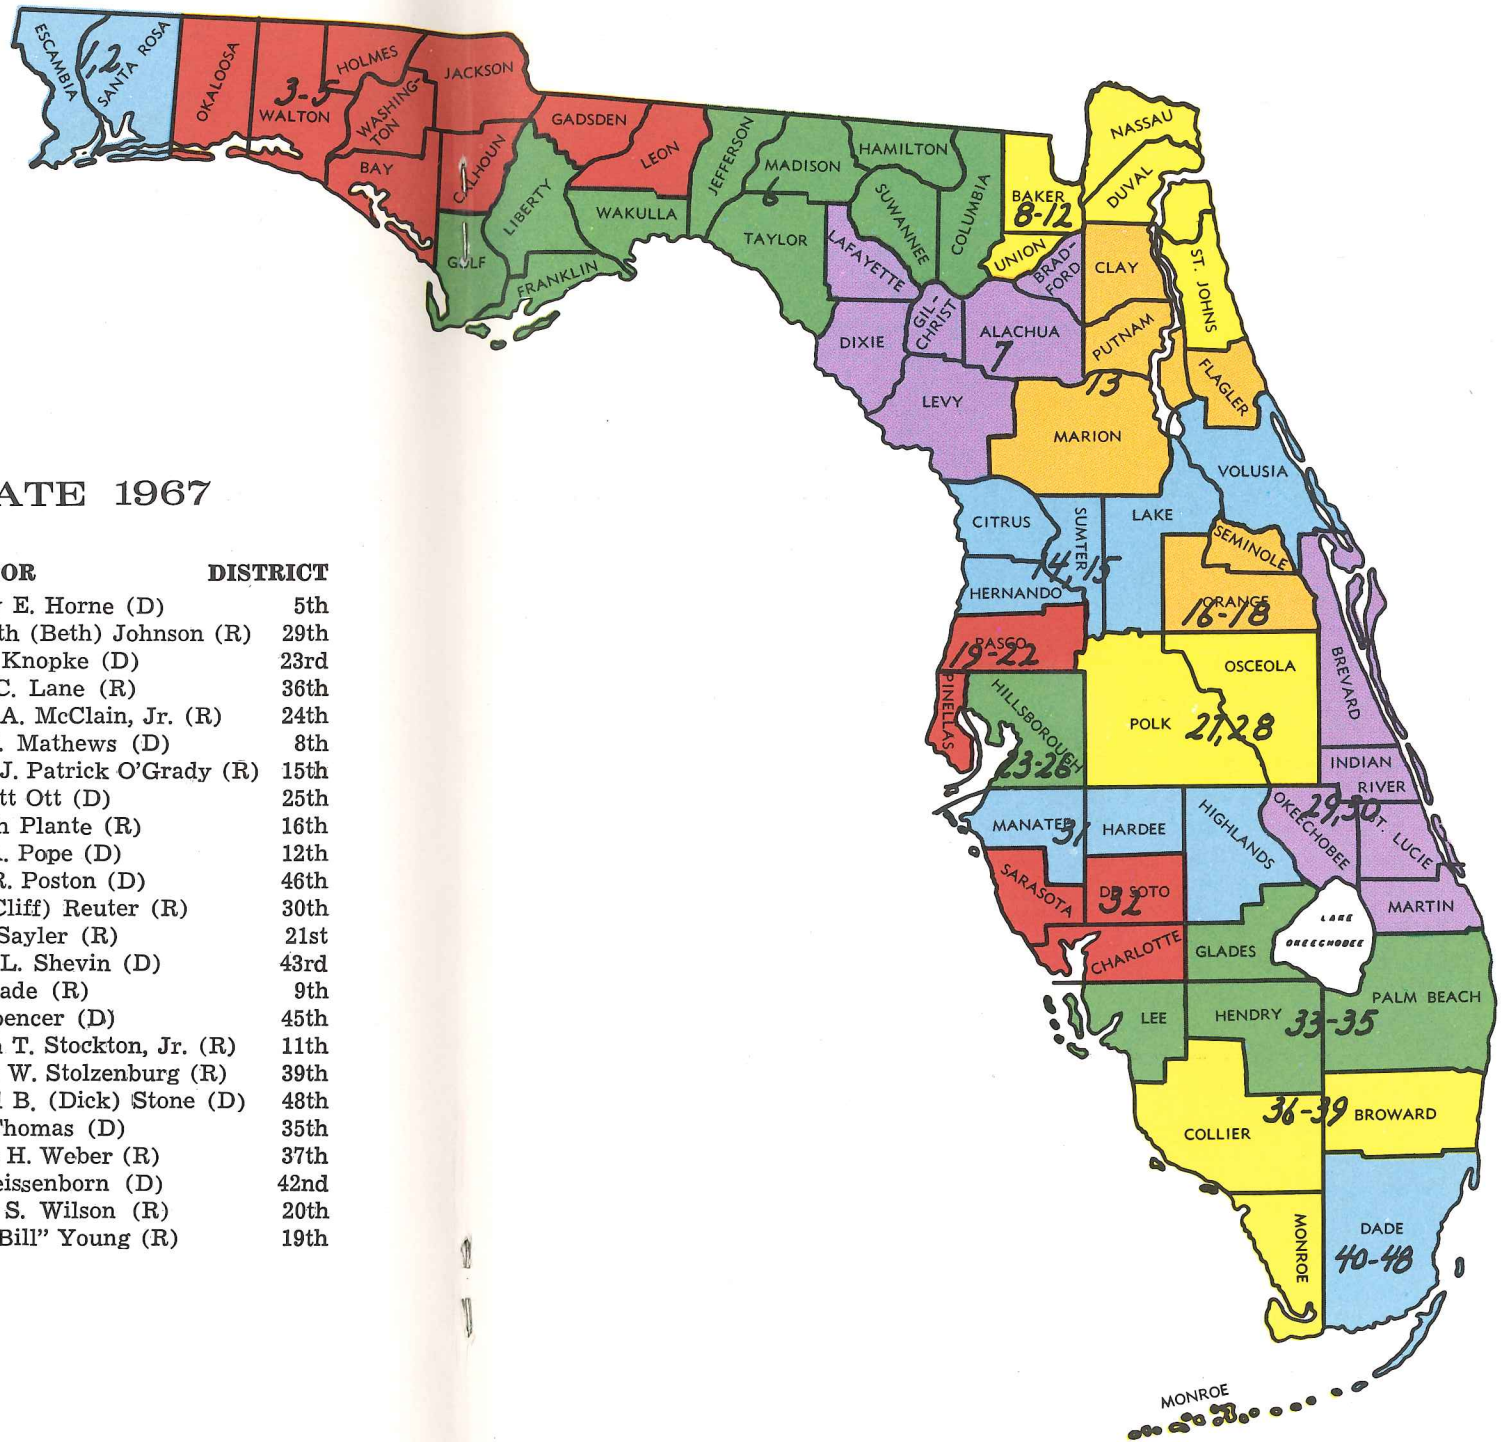 ATE 1967
OR DISTRICT
E. Horne (D) 5th
th (Beth) Johnson (R) 29th
Knopke (D) 23rd
C. Lane (R) 36th
A. McClain, Jr. (R) 24th
. Mathews (D) 8th
J. Patrick O'Grady (R) 15th
tt Ott (D) 25th
n Plante (R) 16th
. Pope (D) 12th
R. Poston (D) 46th
Cliff) Reuter (R) 30th
Sayler (R) 21st
L. Shevin (D) 43rd
ade (R) 9th
pencer (D) 45th
T. Stockton, Jr. (R) 11th
W. Stolzenburg (R) 39th
B. (Dick) Stone (D) 48th
Thomas (D) 35th
H. Weber (R) 37th
eissenborn (D) 42nd
S. Wilson (R) 20th
Bill" Young (R) 19th
ESCAMBIA
1,2
SANTA ROSA
OKALOOSA
3-5
WALTON
HOLMES
WASHING-
TON
BAY
JACKSON
CALHOUN
GULF
LIBERTY
FRANKLIN
GADSDEN
LEON
WAKULLA
JEFFERSON
MADISON
6
TAYLOR
HAMILTON
SUWANNEE
COLUMBIA
LAFAYETTE
DIXIE
GIL-
CHRIST
ALACHUA
7
LEVY
BAKER
8-12
UNION
BRAD-
FORD
NASSAU
DUVAL
CLAY
ST. JOHNS
PUTNAM
13
FLAGLER
MARION
VOLUSIA
CITRUS
SUMTER
LAKE
14,15
HERNANDO
SEMINOLE
ORANGE
16-18
PASCO
19-22
PINELLAS
HILLSBOROUGH
23-26
POLK
27,28
OSCEOLA
BREVARD
INDIAN
RIVER
OKEECHOBEE
29,30
ST. LUCIE
MARTIN
MANATEE
31
HARDEE
HIGHLANDS
SARASOTA
DE SOTO
32
CHARLOTTE
GLADES
LAKE
OKEECHOBEE
LEE
HENDRY
33-35
PALM BEACH
COLLIER
36-39
BROWARD
MONROE
DADE
40-48
MONROE